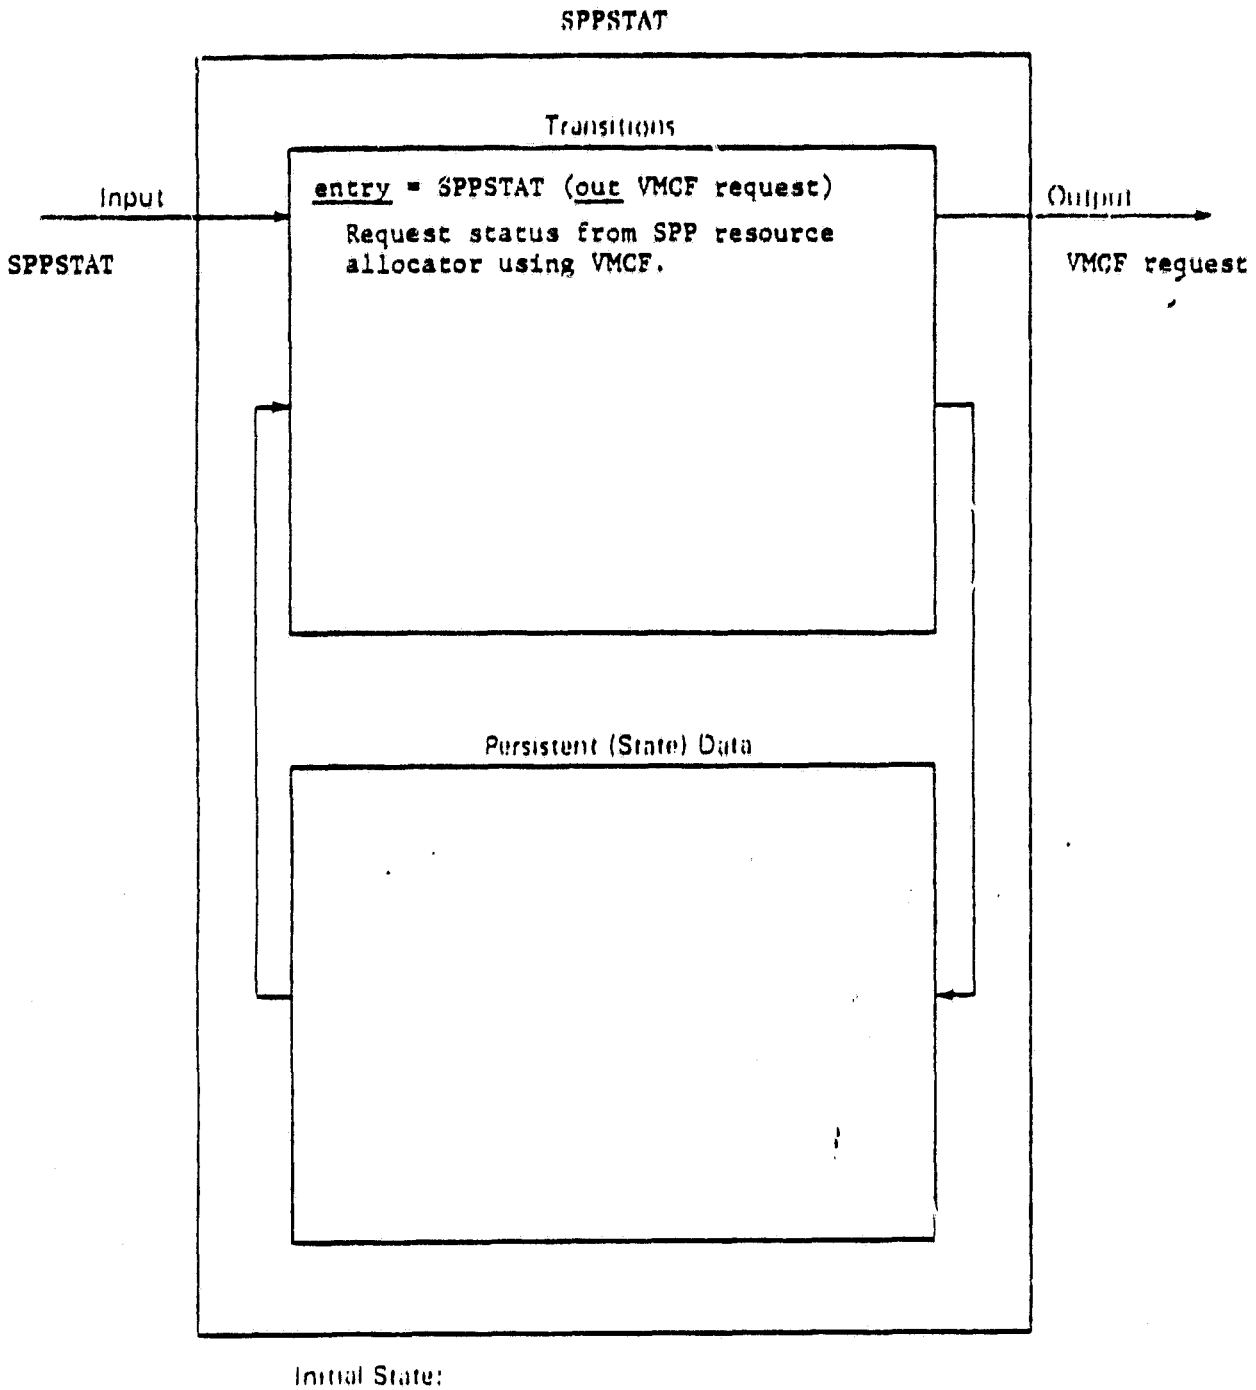 SPPSTAT
Transitions
entry = SPPSTAT (out VMCF request)
Request status from SPP resource
allocator using VMCF.
Input
SPPSTAT
Output
VMCF request
Persistent (State) Data
Initial State: